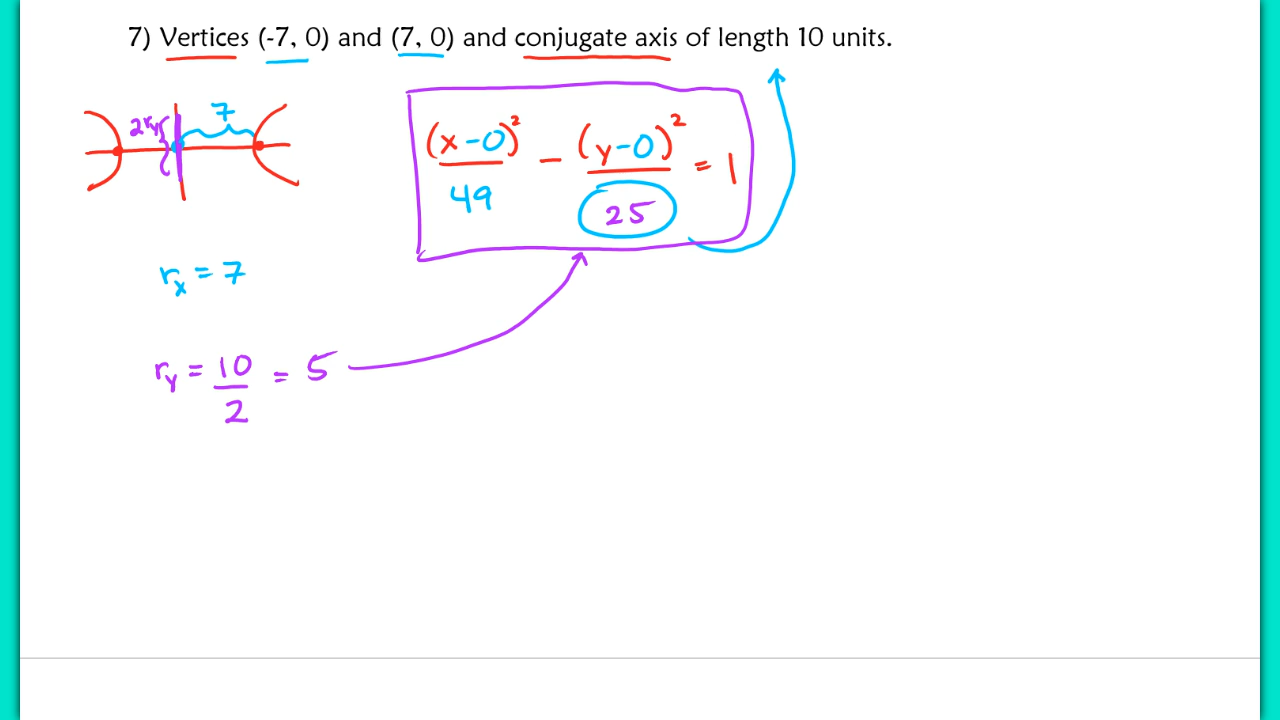 7) Vertices (-7, 0) and (7, 0) and conjugate axis of length 10 units.
2ry 7
(x-0)²/49 - (y-0)²/25 = 1
rx = 7
ry = 10/2 = 5